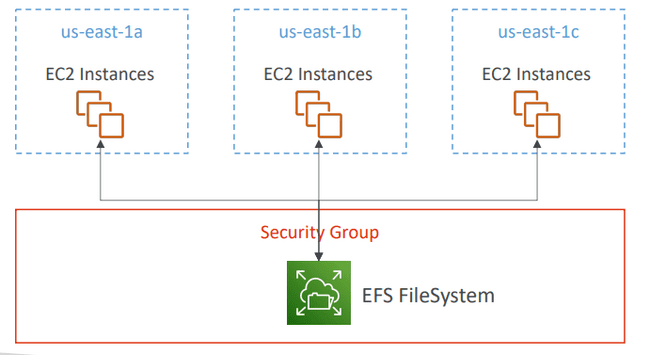 us-east-1a
us-east-1b
us-east-1c
EC2 Instances
EC2 Instances
EC2 Instances
Security Group
EFS FileSystem